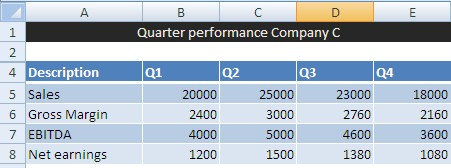 A B C D E
1 Quarter performance Company C
2
4 Description Q1 Q2 Q3 Q4
5 Sales 20000 25000 23000 18000
6 Gross Margin 2400 3000 2760 2160
7 EBITDA 4000 5000 4600 3600
8 Net earnings 1200 1500 1380 1080